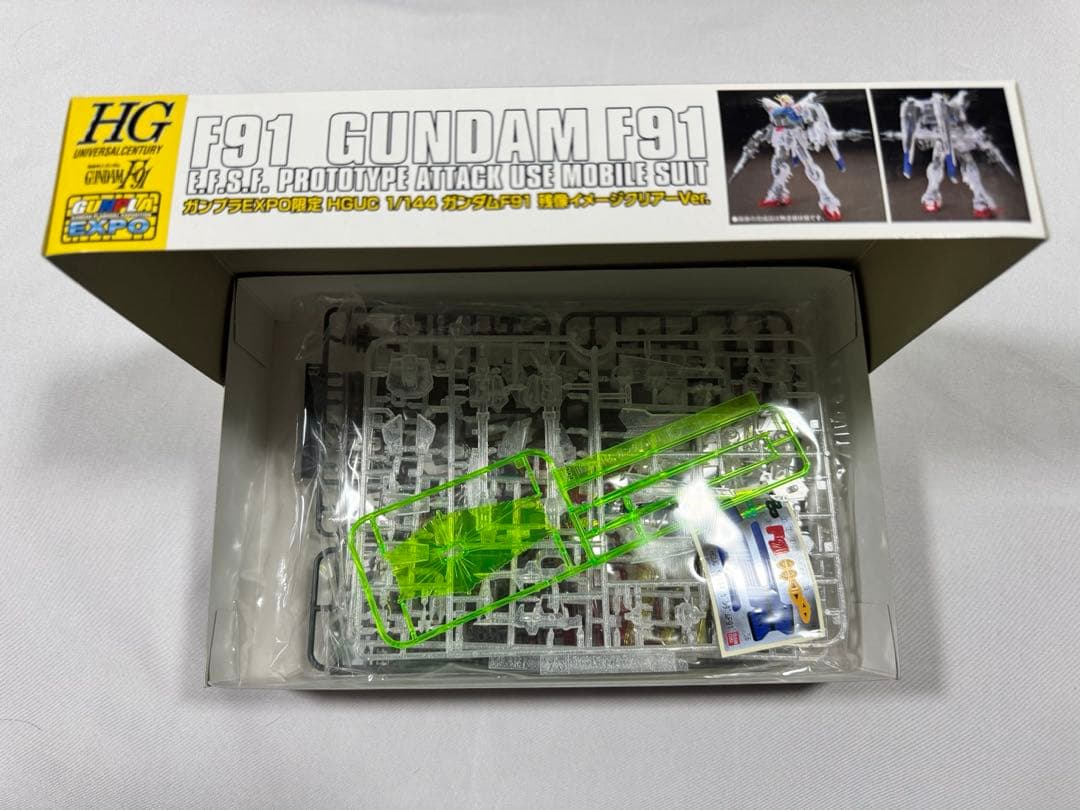 HG
UNIVERSAL CENTURY
GUNDAM F91
GUNPLA
EXPO
F91 GUNDAM F91
E.F.S.F. PROTOTYPE ATTACK USE MOBILE SUIT
ガンプラEXPO限定 HGUC 1/144 ガンダムF91 残像イメージクリアーVer.
F91